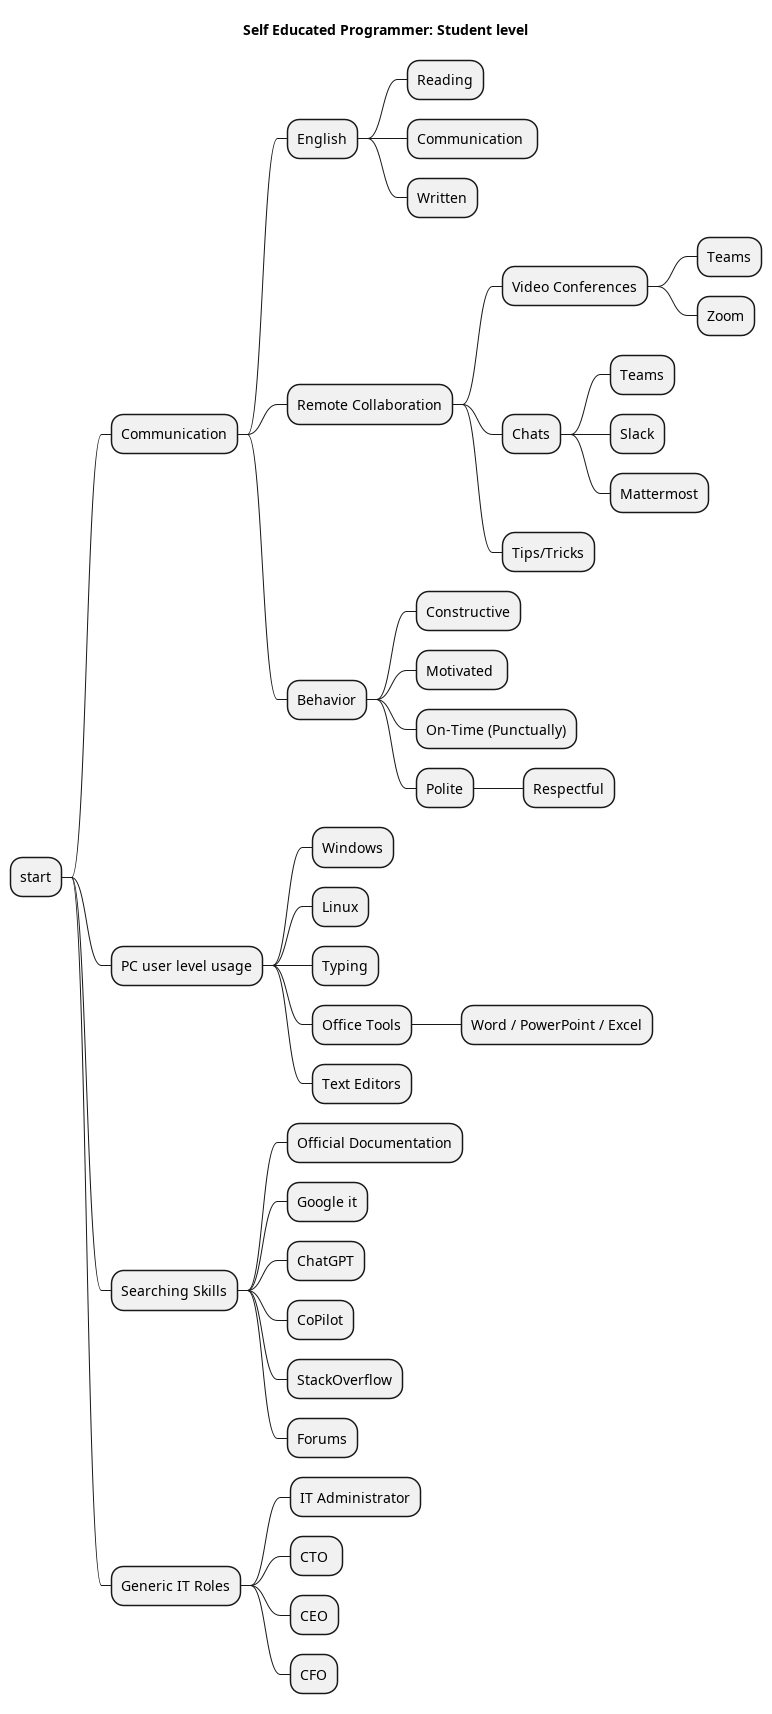 Self Educated Programmer: Student level
Reading
English
Communication
Written
Teams
Video Conferences
Zoom
Teams
Remote Collaboration
Communication
Chats
Slack
Mattermost
Tips/Tricks
Constructive
Motivated
Behavior
On-Time (Punctually)
Polite
Respectful
Windows
start
Linux
PC user level usage
Typing
Office Tools
Word / PowerPoint / Excel
Text Editors
Official Documentation
Google it
ChatGPT
Searching Skills
CoPilot
StackOverflow
Forums
IT Administrator
CTO
Generic IT Roles
CEO
CFO